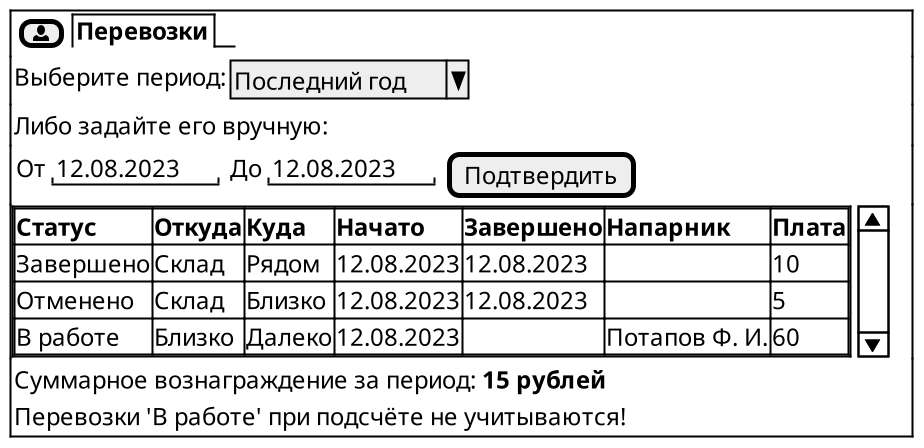 Перевозки
Выберите период: Последний год
Либо задайте его вручную:
От 12.08.2023 До 12.08.2023 Подтвердить
Статус Откуда Куда Начато Завершено Напарник Плата
Завершено Склад Рядом 12.08.2023 12.08.2023 10
Отменено Склад Близко 12.08.2023 12.08.2023 5
В работе Близко Далеко 12.08.2023 Потапов Ф. И. 60
Суммарное вознаграждение за период: 15 рублей
Перевозки 'В работе' при подсчёте не учитываются!